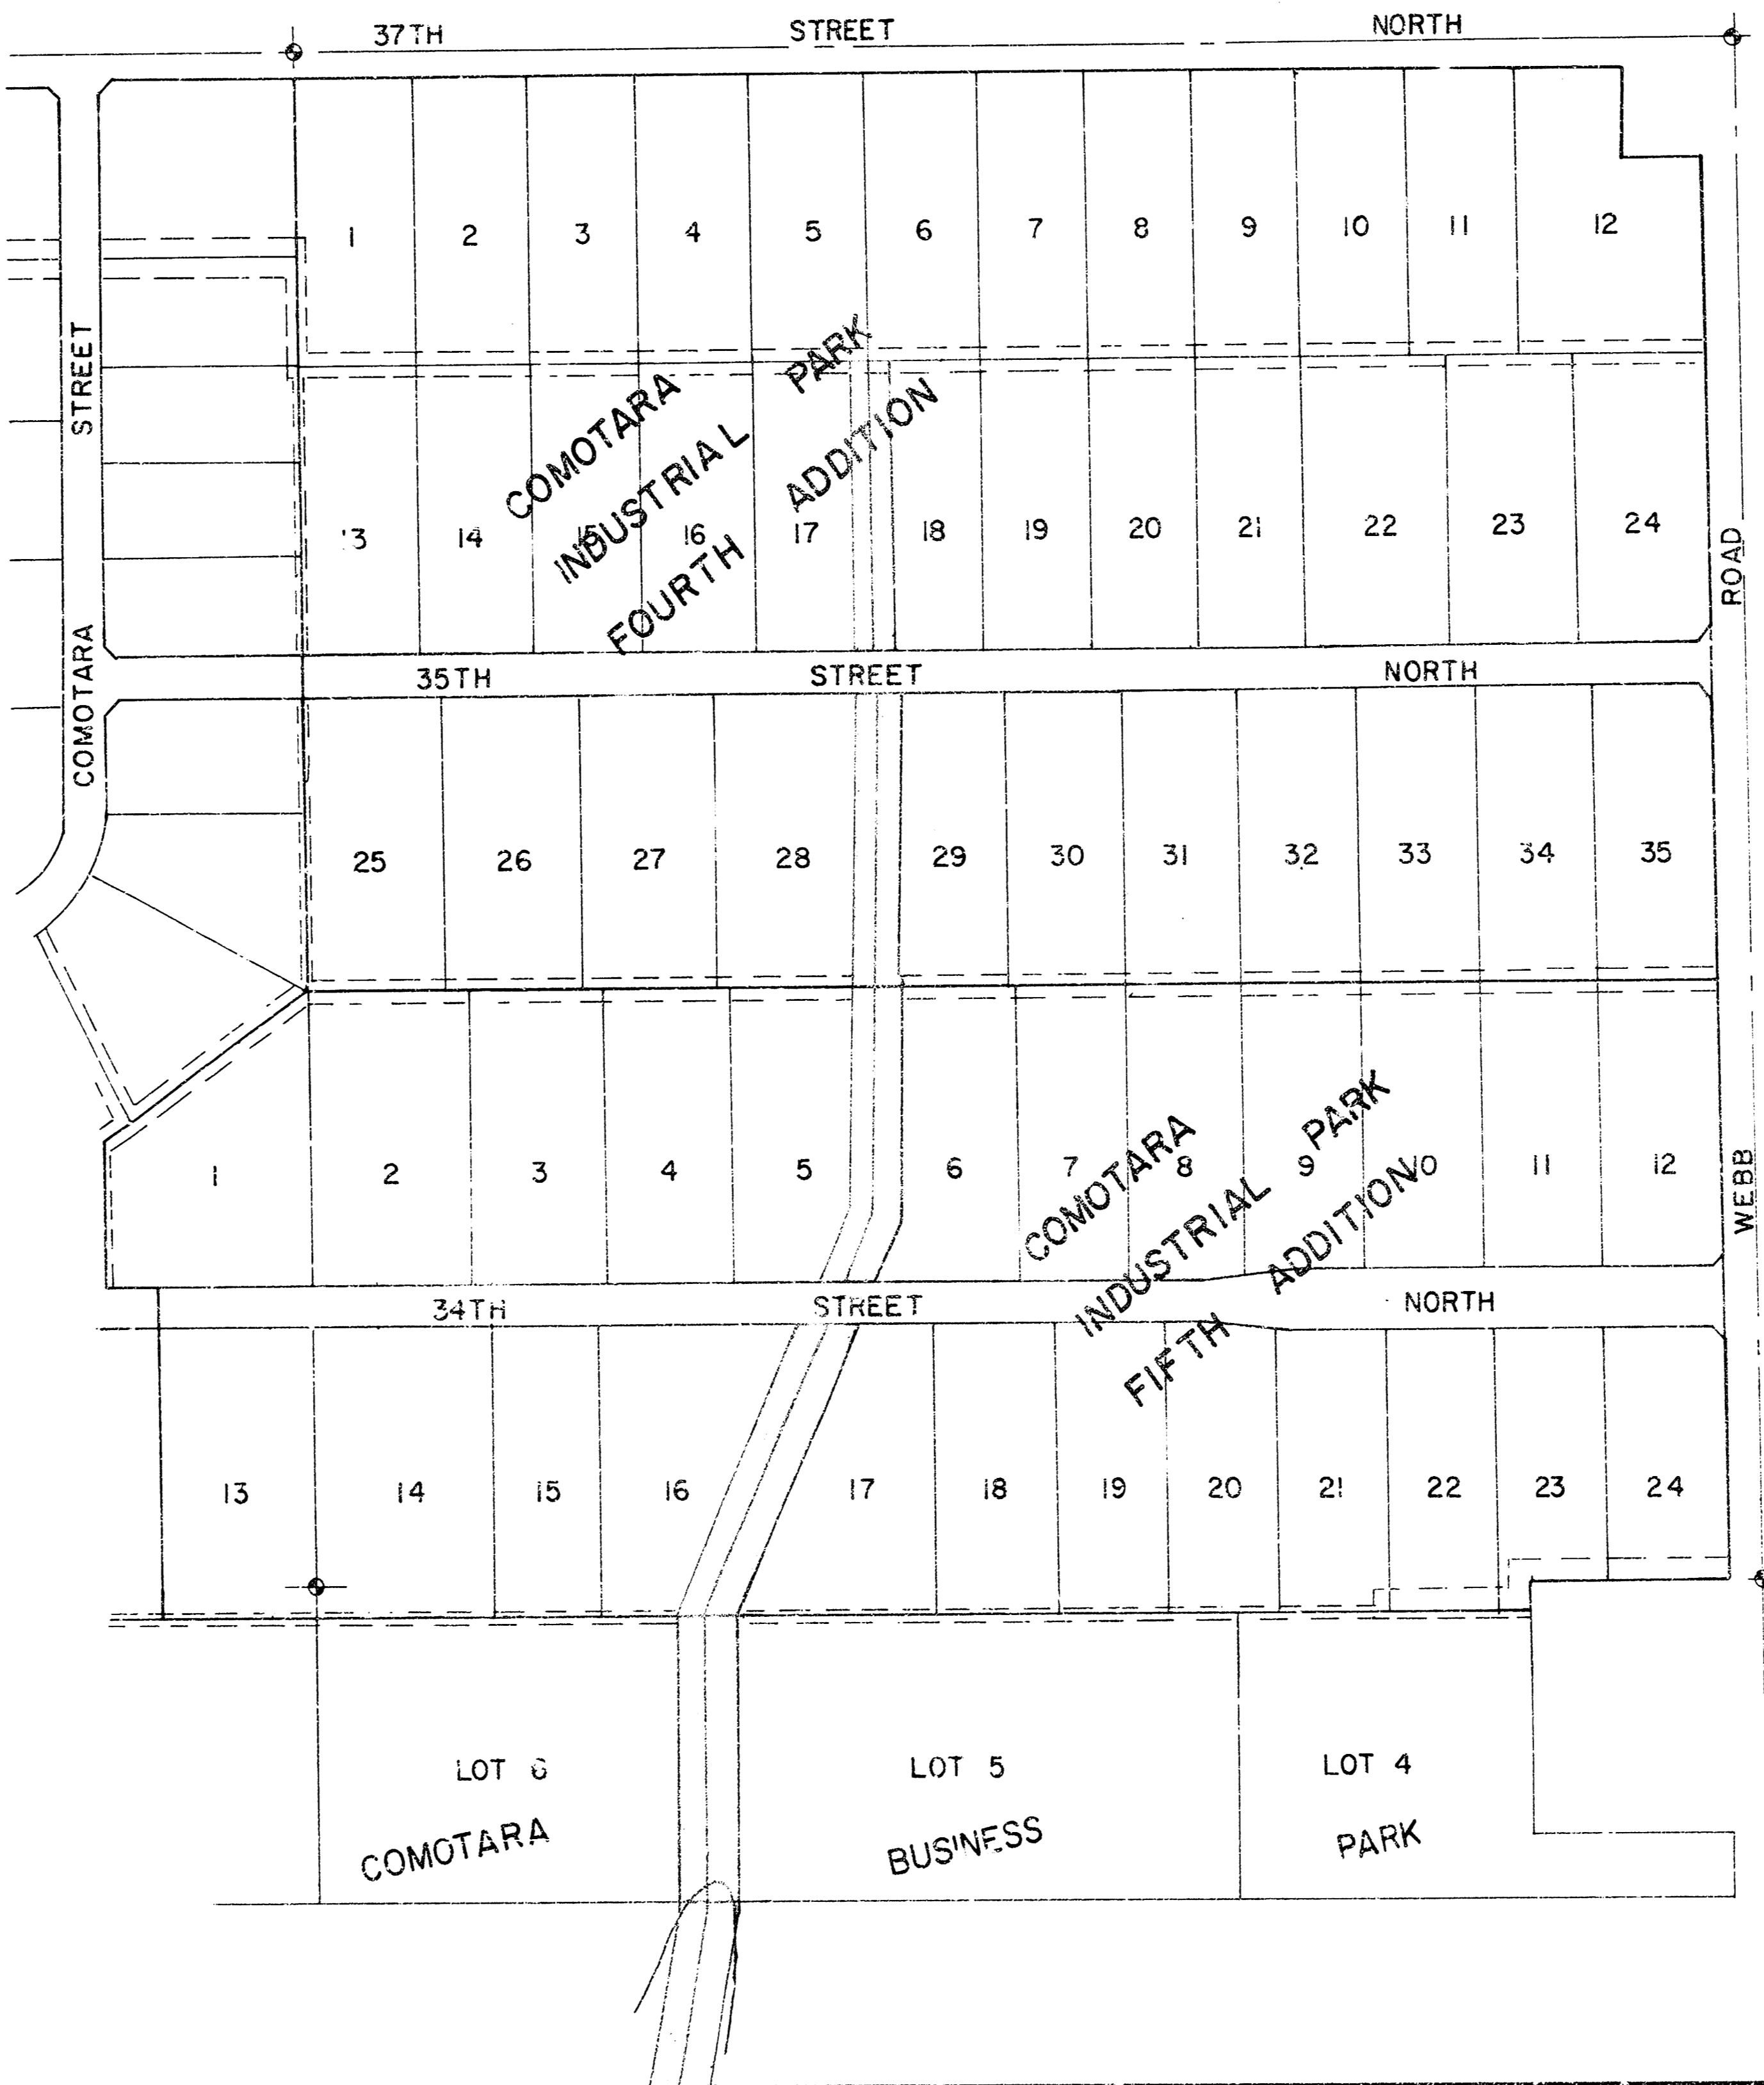 37TH STREET NORTH
1 2 3 4 5 6 7 8 9 10 11 12
COMOTARA STREET
COMOTARA PARK
INDUSTRIAL ADDITION
FOURTH
13 14 15 16 17 18 19 20 21 22 23 24
WEBB ROAD
35TH STREET NORTH
25 26 27 28 29 30 31 32 33 34 35
1 2 3 4 5 6 7 8 9 10 11 12
COMOTARA PARK
INDUSTRIAL ADDITION
FIFTH
34TH STREET NORTH
13 14 15 16 17 18 19 20 21 22 23 24
LOT 6 LOT 5 LOT 4
COMOTARA BUSINESS PARK